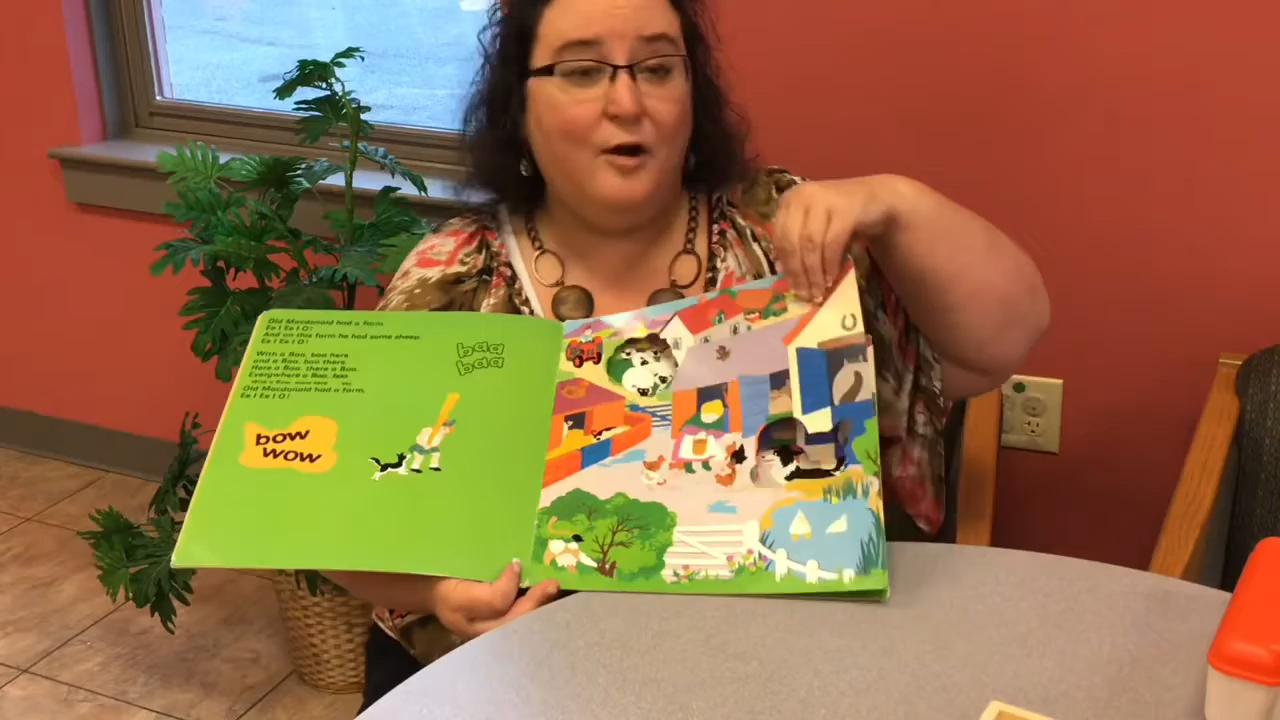 Old Macdonald had a farm.
Ee I Ee I O!
And on this farm he had some sheep.
Ee I Ee I O!
With a Baa, baa here
and a Baa, baa there.
Here a Baa, there a Baa.
Everywhere a Baa, baa
Old Macdonald had a farm,
Ee I Ee I O!
baa
baa
bow
wow